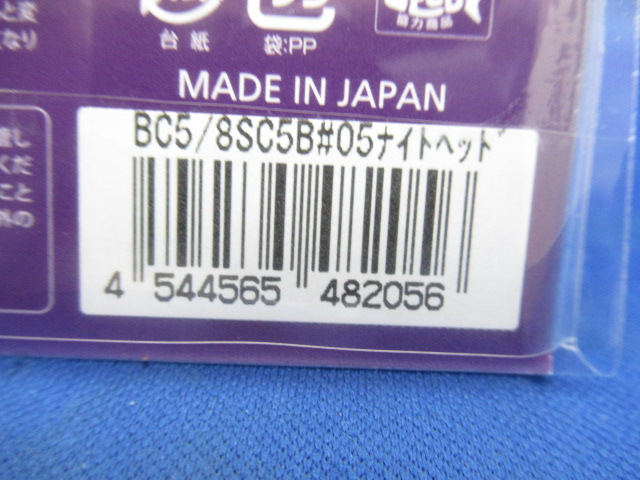 台紙
袋:PP
協力商品
MADE IN JAPAN
BC5/8SC5B#05ナイトヘッド
4 544565 482056